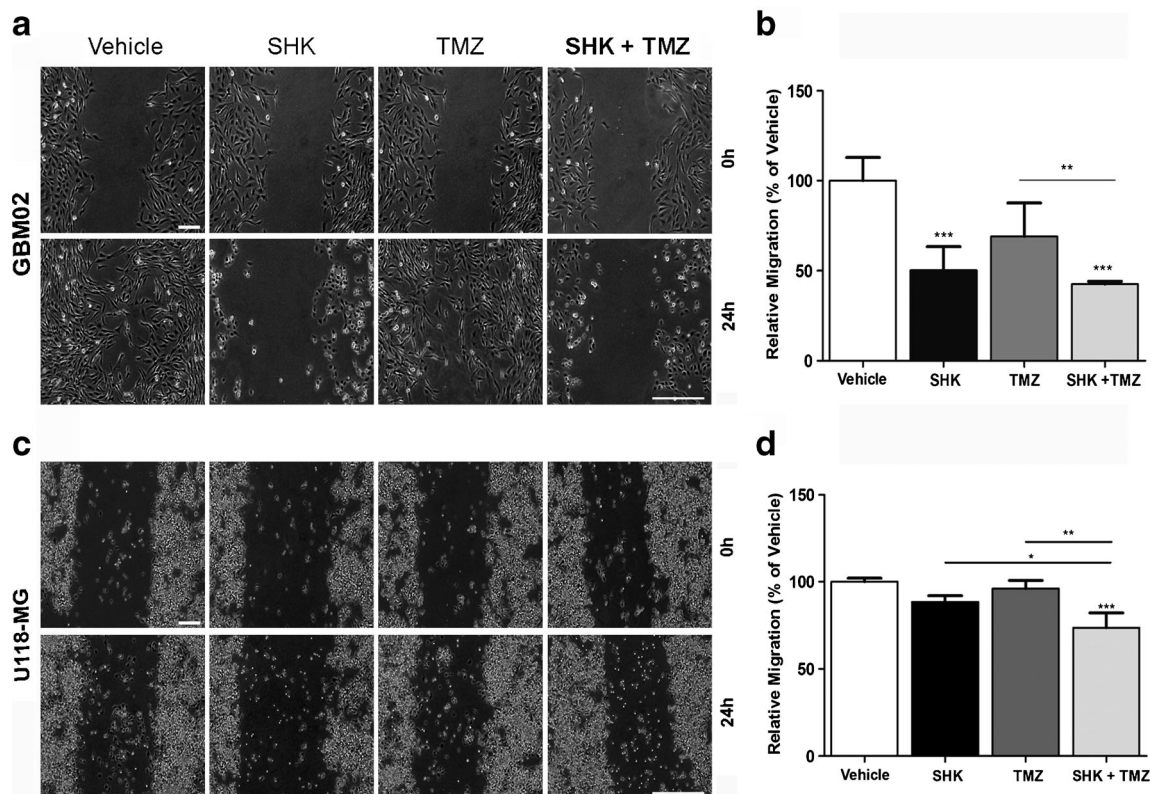 a
Vehicle SHK TMZ SHK + TMZ
GBM02
0h
24h
b
Relative Migration (% of Vehicle)
150
100
50
0
***
**
***
Vehicle SHK TMZ SHK +TMZ
c
U118-MG
0h
24h
d
Relative Migration (% of Vehicle)
150
100
50
0
**
*
***
Vehicle SHK TMZ SHK + TMZ